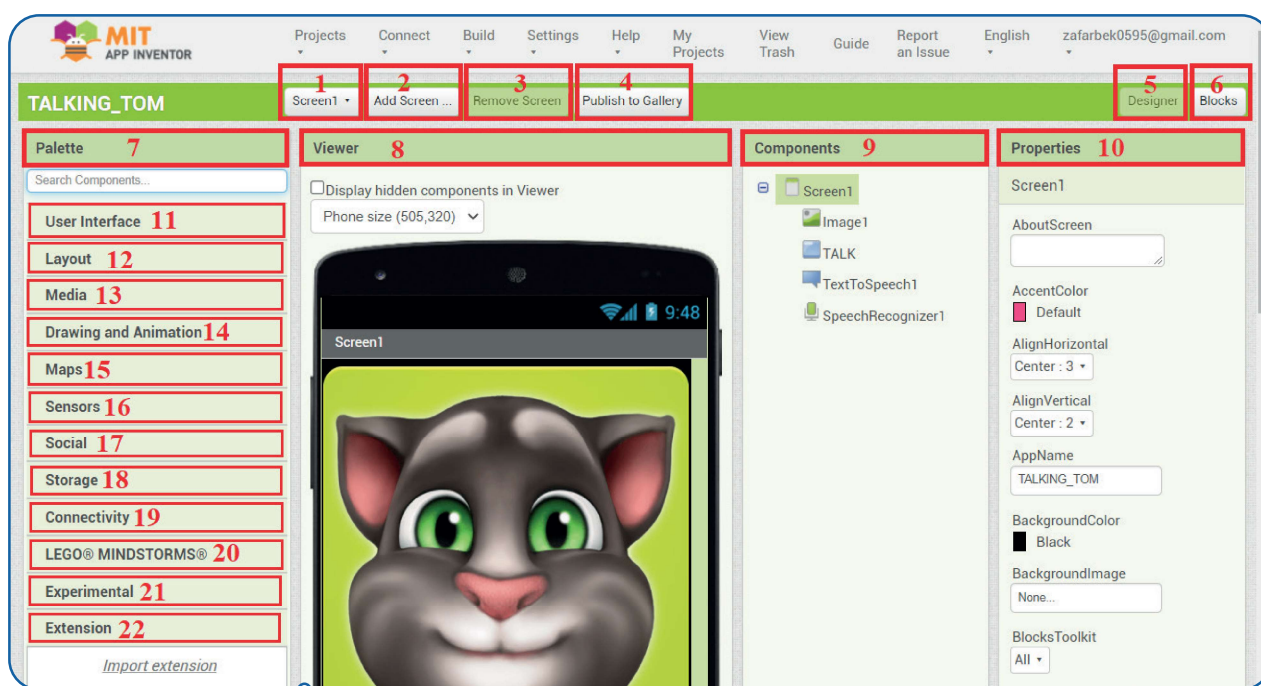 MIT
APP INVENTOR
Projects Connect Build Settings Help My Projects View Trash Guide Report an Issue English zafarbek0595@gmail.com
TALKING_TOM
1 2 3 4 5 6
Screen1 Add Screen ... Remove Screen Publish to Gallery Designer Blocks
Palette 7
Search Components...
User Interface 11
Layout 12
Media 13
Drawing and Animation 14
Maps 15
Sensors 16
Social 17
Storage 18
Connectivity 19
LEGO® MINDSTORMS® 20
Experimental 21
Extension 22
Import extension
Viewer 8
Display hidden components in Viewer
Phone size (505,320)
9:48
Screen1
Components 9
Screen1
Image1
TALK
TextToSpeech1
SpeechRecognizer1
Properties 10
Screen1
AboutScreen
AccentColor
Default
AlignHorizontal
Center : 3
AlignVertical
Center : 2
AppName
TALKING_TOM
BackgroundColor
Black
BackgroundImage
None...
BlocksToolkit
All